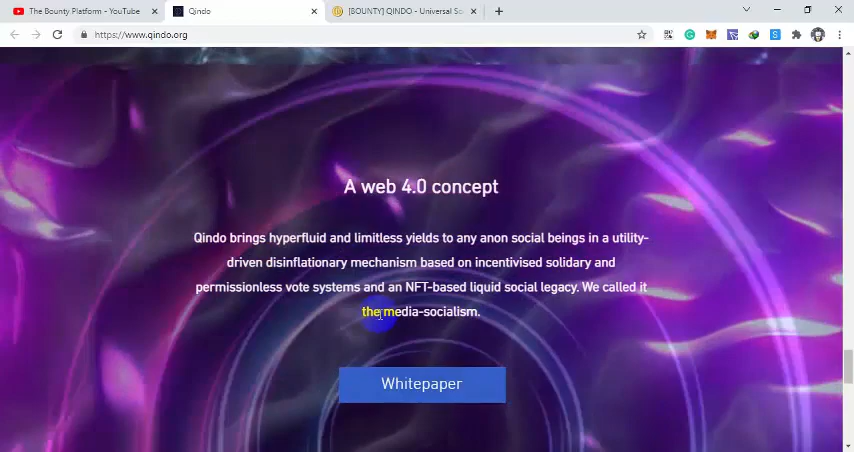 The Bounty Platform - YouTube
Qindo
[BOUNTY] QINDO - Universal So
https://www.qindo.org
A web 4.0 concept
Qindo brings hyperfluid and limitless yields to any anon social beings in a utility-
driven disinflationary mechanism based on incentivised solidary and
permissionless vote systems and an NFT-based liquid social legacy. We called it
the media-socialism.
Whitepaper